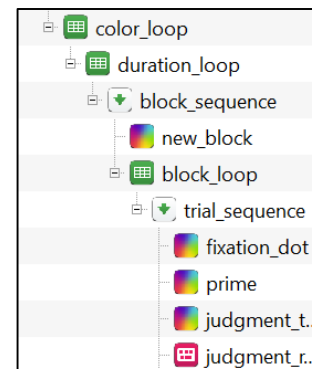 color_loop
duration_loop
block_sequence
new_block
block_loop
trial_sequence
fixation_dot
prime
judgment_t..
judgment_r..